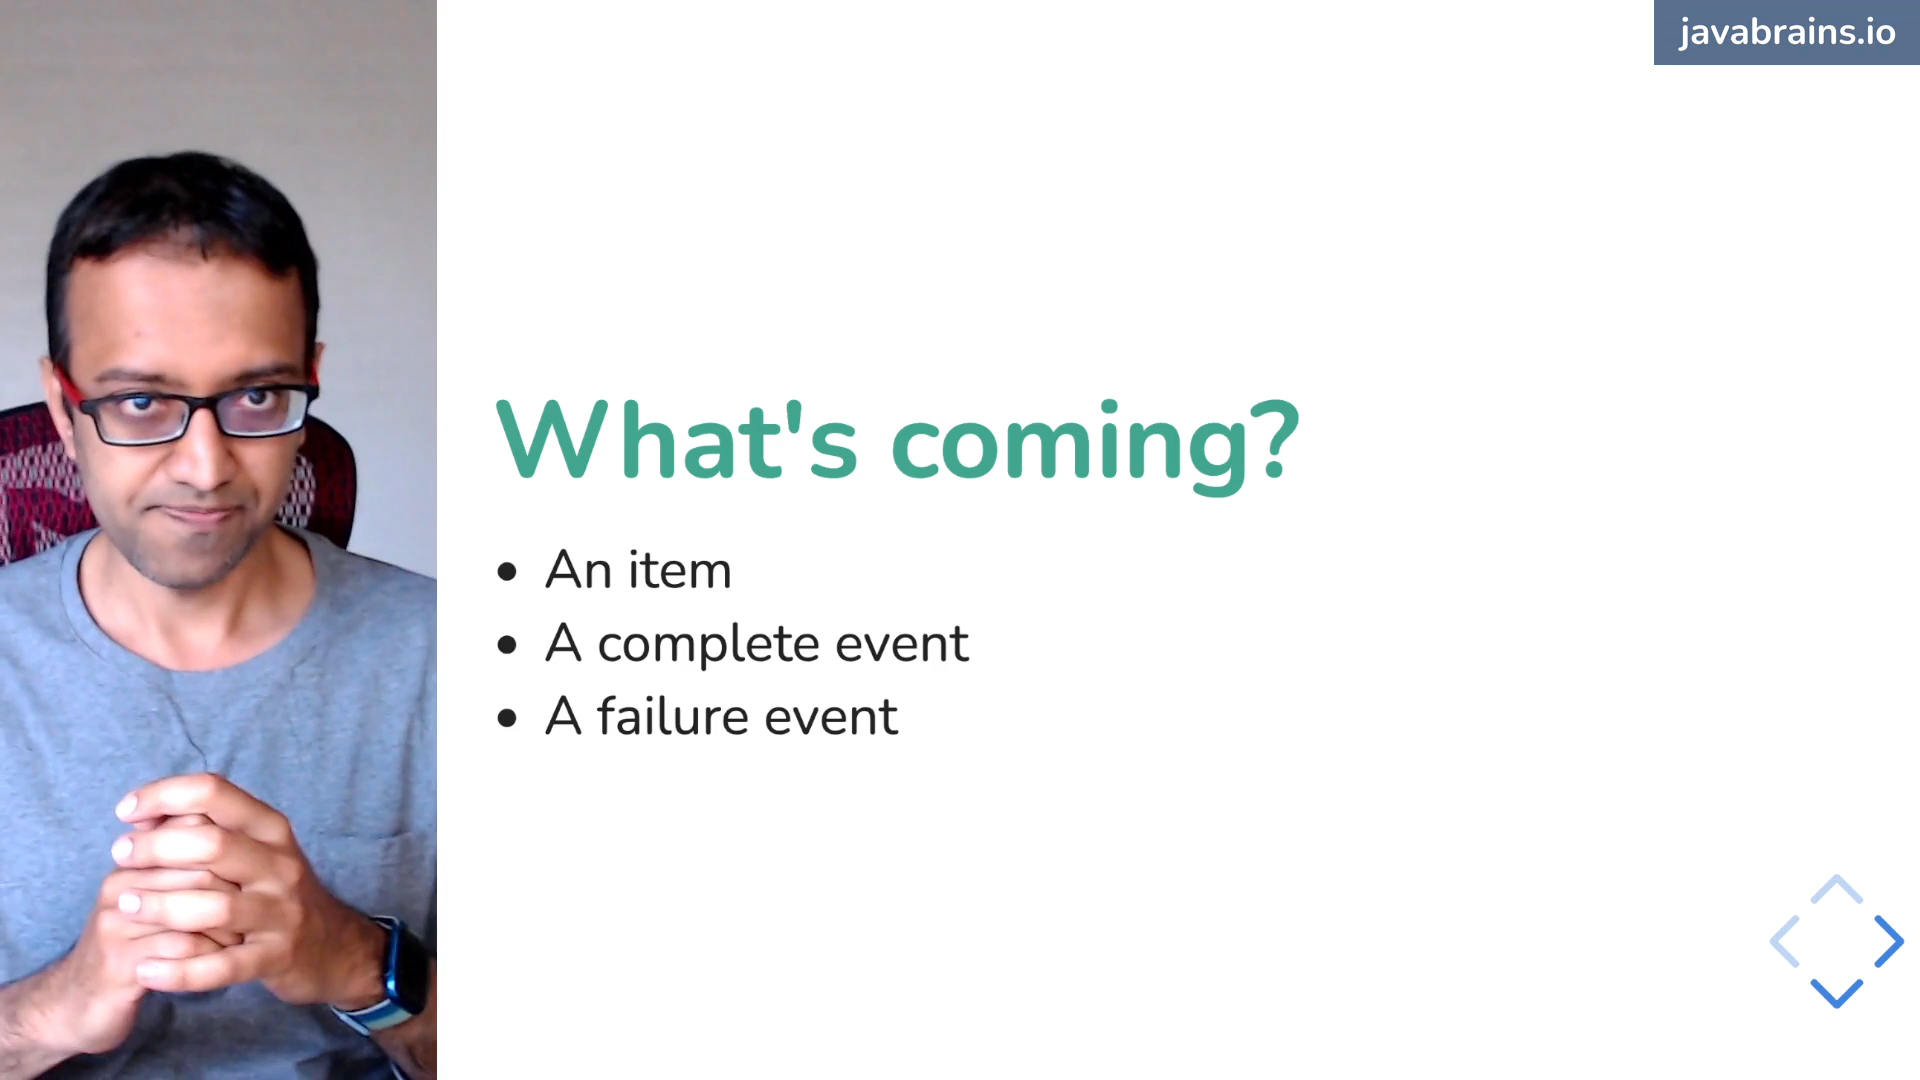 javabrains.io
What's coming?
An item
A complete event
A failure event